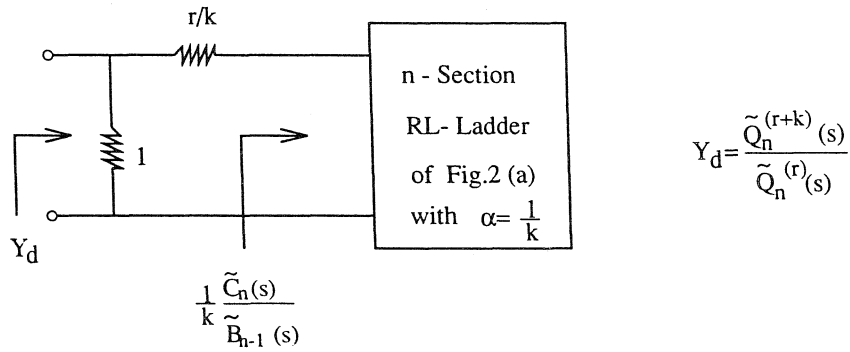 r/k
n - Section
RL- Ladder
of Fig.2 (a)
with α= 1/k
1
Y_d
1/k C̃_n(s)/B̃_{n-1}(s)
Y_d= Q̃_n^{(r+k)}(s)/Q̃_n^{(r)}(s)